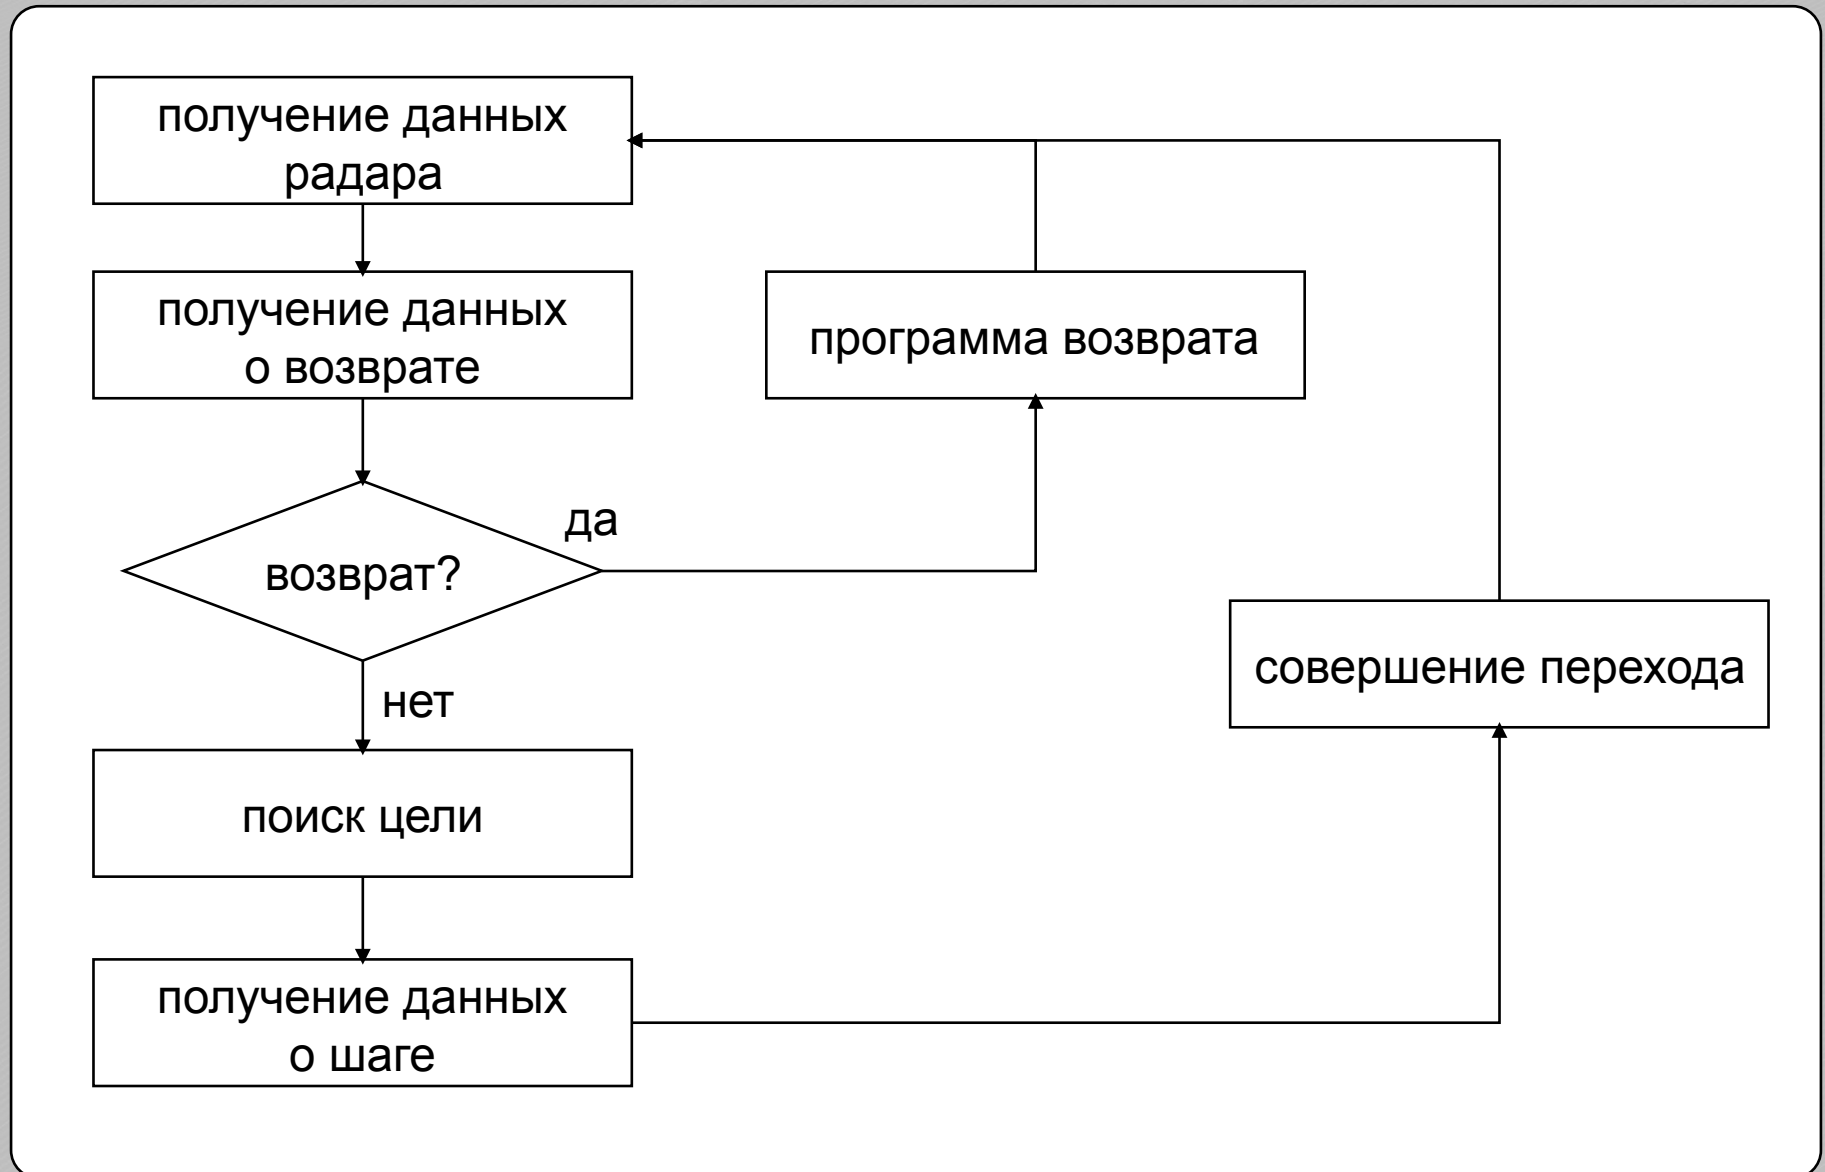 получение данных
радара
получение данных
о возврате
программа возврата
да
возврат?
нет
совершение перехода
поиск цели
получение данных
о шаге